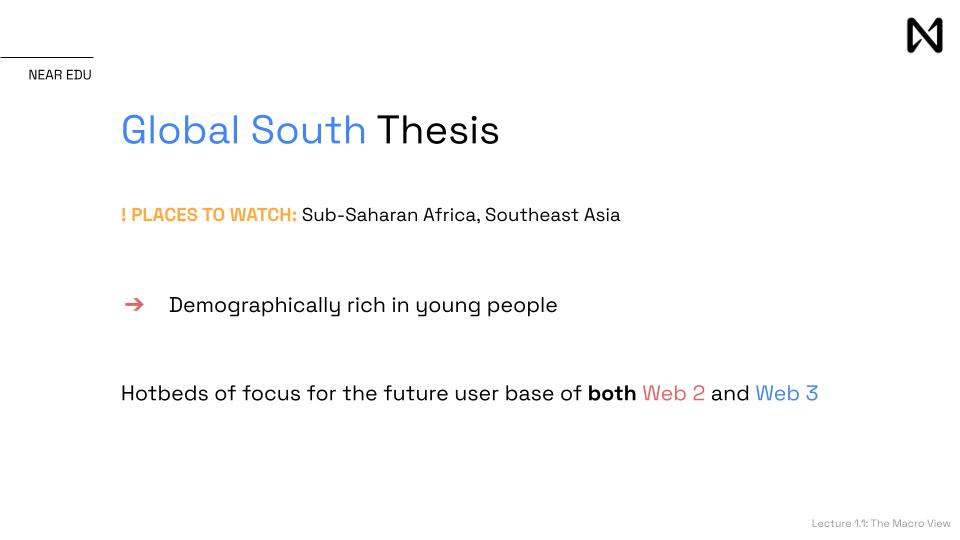 NEAR EDU
Global South Thesis
! PLACES TO WATCH: Sub-Saharan Africa, Southeast Asia
➔ Demographically rich in young people
Hotbeds of focus for the future user base of both Web 2 and Web 3
Lecture 1.1: The Macro View